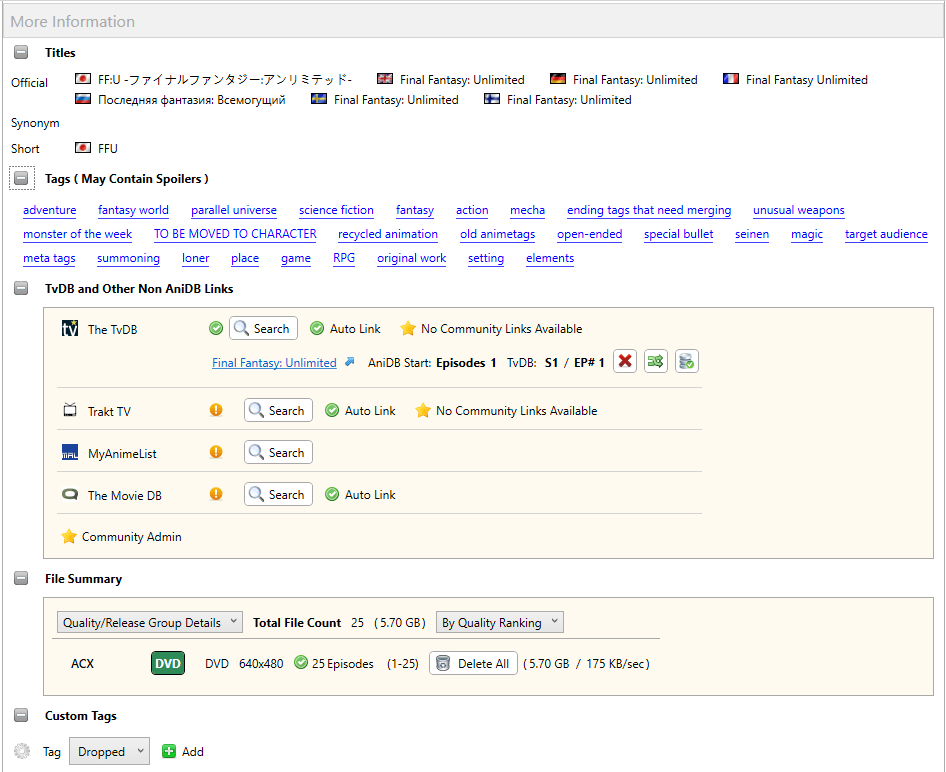 More Information
Titles
Official FF:U -ファイナルファンタジー:アンリミテッド- Final Fantasy: Unlimited Final Fantasy: Unlimited Final Fantasy Unlimited
Последняя фантазия: Всемогущий Final Fantasy: Unlimited Final Fantasy: Unlimited
Synonym
Short FFU
Tags ( May Contain Spoilers )
adventure fantasy world parallel universe science fiction fantasy action mecha ending tags that need merging unusual weapons
monster of the week TO BE MOVED TO CHARACTER recycled animation old animetags open-ended special bullet seinen magic target audience
meta tags summoning loner place game RPG original work setting elements
TvDB and Other Non AniDB Links
tv The TvDB Search Auto Link No Community Links Available
Final Fantasy: Unlimited AniDB Start: Episodes 1 TvDB: S1 / EP# 1
Trakt TV Search Auto Link No Community Links Available
MAL MyAnimeList Search
The Movie DB Search Auto Link
Community Admin
File Summary
Quality/Release Group Details Total File Count 25 (5.70 GB) By Quality Ranking
ACX DVD DVD 640x480 25 Episodes (1-25) Delete All (5.70 GB / 175 KB/sec)
Custom Tags
Tag Dropped Add